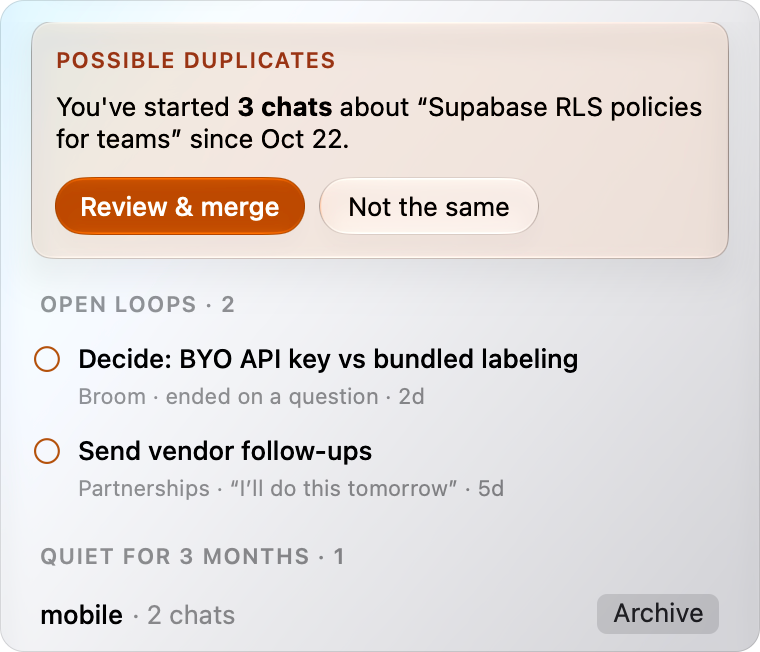 POSSIBLE DUPLICATES
You've started 3 chats about “Supabase RLS policies
for teams” since Oct 22.
Review & merge
Not the same
OPEN LOOPS · 2
Decide: BYO API key vs bundled labeling
Broom · ended on a question · 2d
Send vendor follow-ups
Partnerships · “I’ll do this tomorrow” · 5d
QUIET FOR 3 MONTHS · 1
mobile · 2 chats
Archive